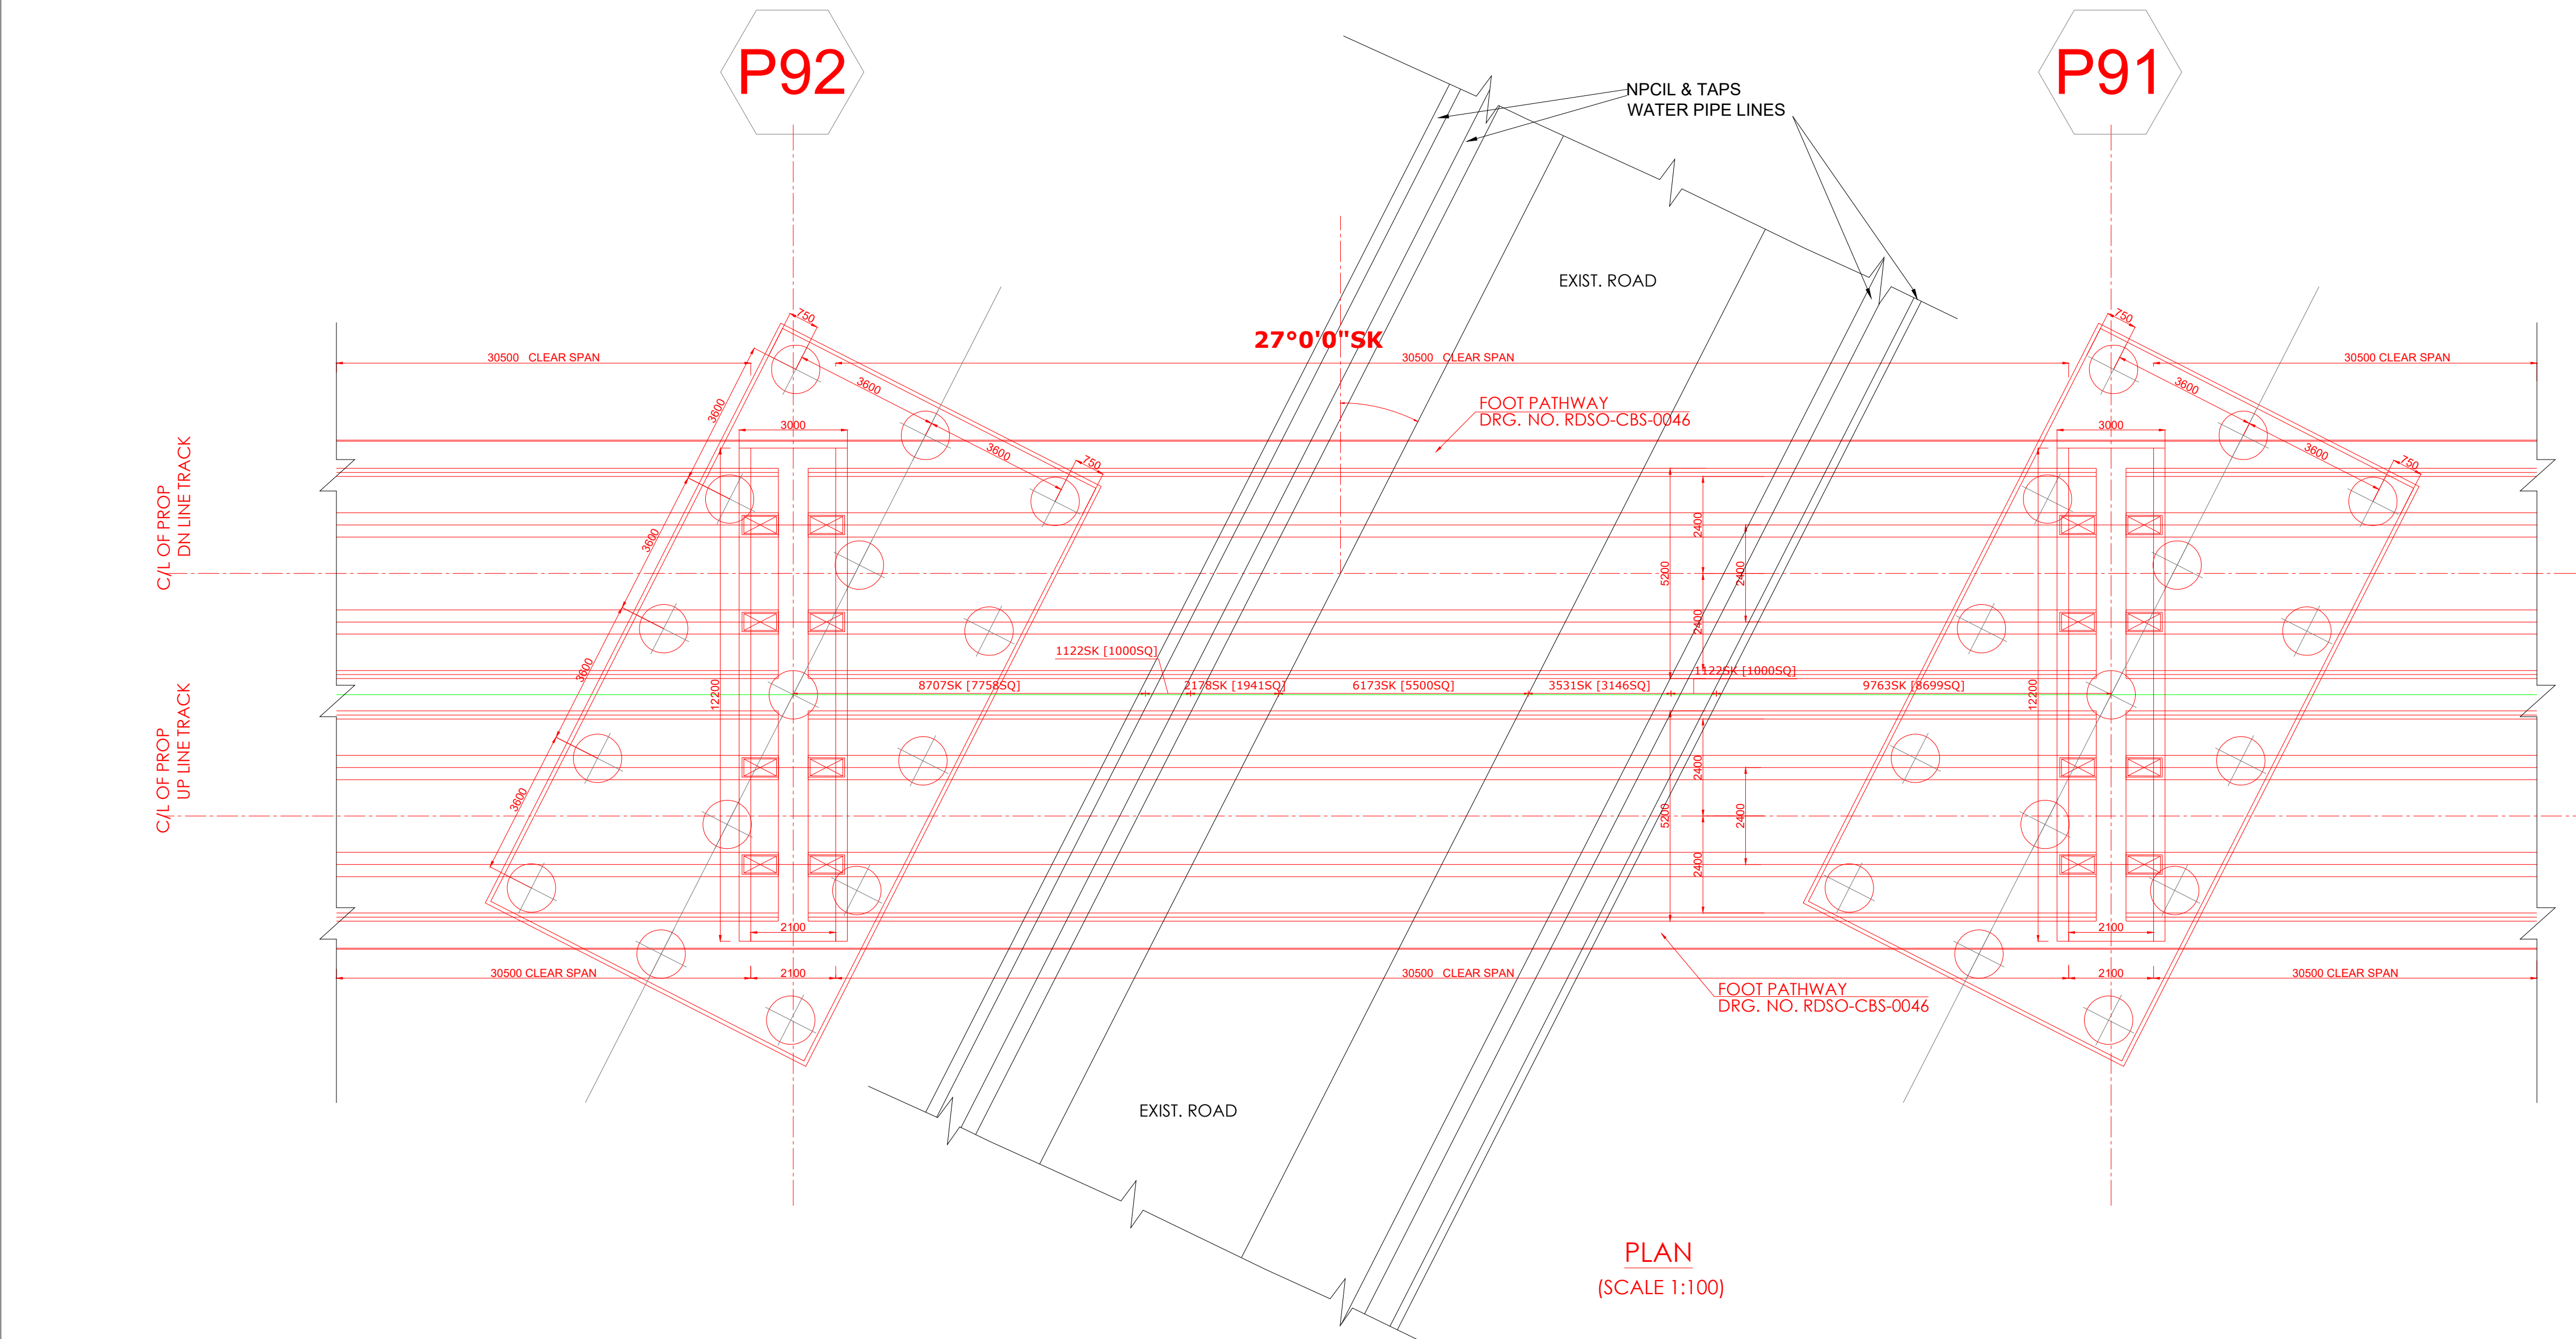 P92
P91
NPCIL & TAPS
WATER PIPE LINES
EXIST. ROAD
27°0'0"SK
750
750
30500 CLEAR SPAN
30500 CLEAR SPAN
30500 CLEAR SPAN
3600
3600
3600
3600
FOOT PATHWAY
DRG. NO. RDSO-CBS-0046
3000
3000
3600
3600
750
750
C/L OF PROP
DN LINE TRACK
2400
3600
5200
2400
2400
1122SK [1000SQ]
3600
1122SK [1000SQ]
8707SK [7758SQ]
2178SK [1941SQ]
6173SK [5500SQ]
3531SK [3146SQ]
9763SK [8699SQ]
12200
12200
C/L OF PROP
UP LINE TRACK
2400
3600
5200
2400
2400
2100
2100
30500 CLEAR SPAN
2100
30500 CLEAR SPAN
2100
30500 CLEAR SPAN
FOOT PATHWAY
DRG. NO. RDSO-CBS-0046
EXIST. ROAD
PLAN
(SCALE 1:100)